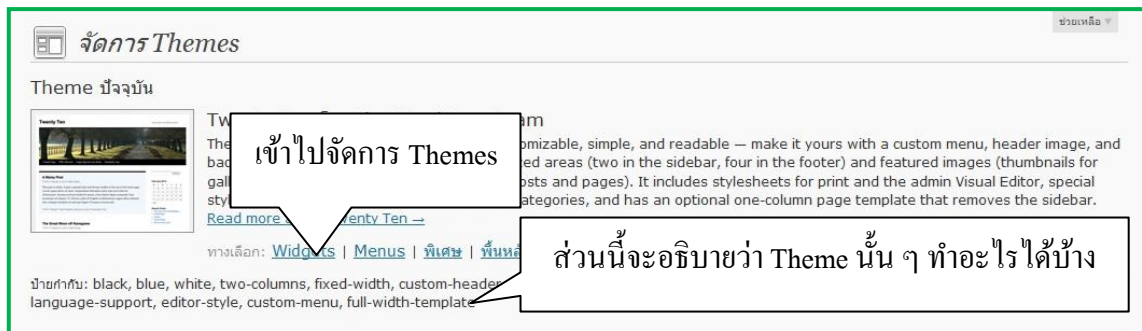 ช่วยเหลือ
จัดการ Themes
Theme ปัจจุบัน
Tw am
The omizable, simple, and readable — make it yours with a custom menu, header image, and
bac ed areas (two in the sidebar, four in the footer) and featured images (thumbnails for
gall osts and pages). It includes stylesheets for print and the admin Visual Editor, special
styl ategories, and has an optional one-column page template that removes the sidebar.
Read more enty Ten →
ทางเลือก: Widgets | Menus | พิเศษ | พื้นหลั
ป้ายกำกับ: black, blue, white, two-columns, fixed-width, custom-header
language-support, editor-style, custom-menu, full-width-template
เข้าไปจัดการ Themes
ส่วนนี้จะอธิบายว่า Theme นั้น ๆ ทำอะไรได้บ้าง
Twenty Ten